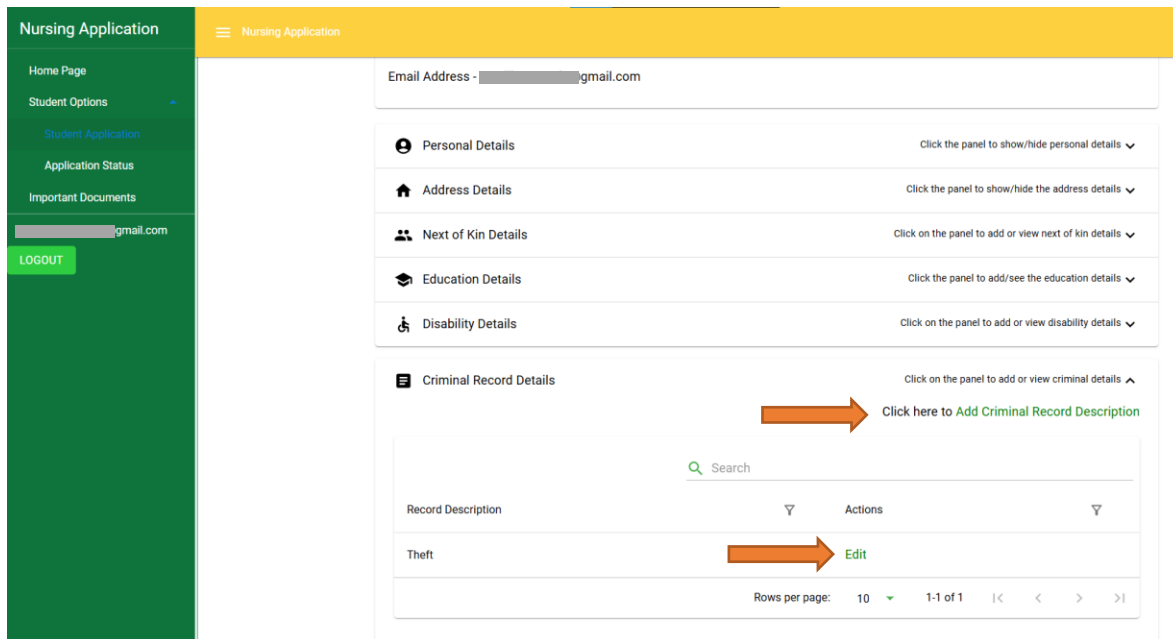 Nursing Application
Nursing Application
Home Page
Student Options
Student Application
Application Status
Important Documents
gmail.com
LOGOUT
Email Address - gmail.com
Personal Details Click the panel to show/hide personal details
Address Details Click the panel to show/hide the address details
Next of Kin Details Click on the panel to add or view next of kin details
Education Details Click the panel to add/see the education details
Disability Details Click on the panel to add or view disability details
Criminal Record Details Click on the panel to add or view criminal details
Click here to Add Criminal Record Description
Search
Record Description Actions
Theft Edit
Rows per page: 10 1-1 of 1